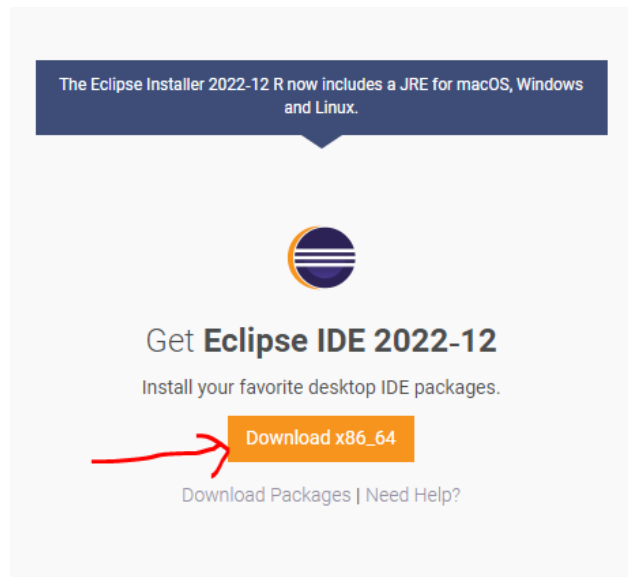 The Eclipse Installer 2022-12 R now includes a JRE for macOS, Windows
and Linux.
Get Eclipse IDE 2022-12
Install your favorite desktop IDE packages.
Download x86_64
Download Packages | Need Help?